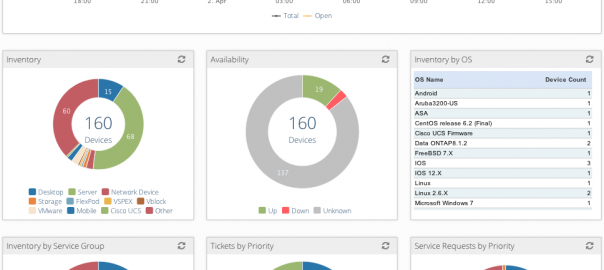 18:00 21:00 2. Apr 03:00 06:00 09:00 12:00 15:00
Total Open
Inventory
15
60
68
160
Devices
Desktop Server Network Device
Storage FlexPod VSPEX Vblock
VMware Mobile Cisco UCS Other
Availability
19
137
160
Devices
Up Down Unknown
Inventory by OS
OS Name Device Count
Android 1
Aruba3200-US 1
ASA 1
CentOS release 6.2 (Final) 1
Cisco UCS Firmware 1
Data ONTAP8.1.2 2
FreeBSD 7.X 1
IOS 3
IOS 12.X 1
Linux 1
Linux 2.6.X 2
Microsoft Windows 7 1
Inventory by Service Group
Tickets by Priority
Service Requests by Priority